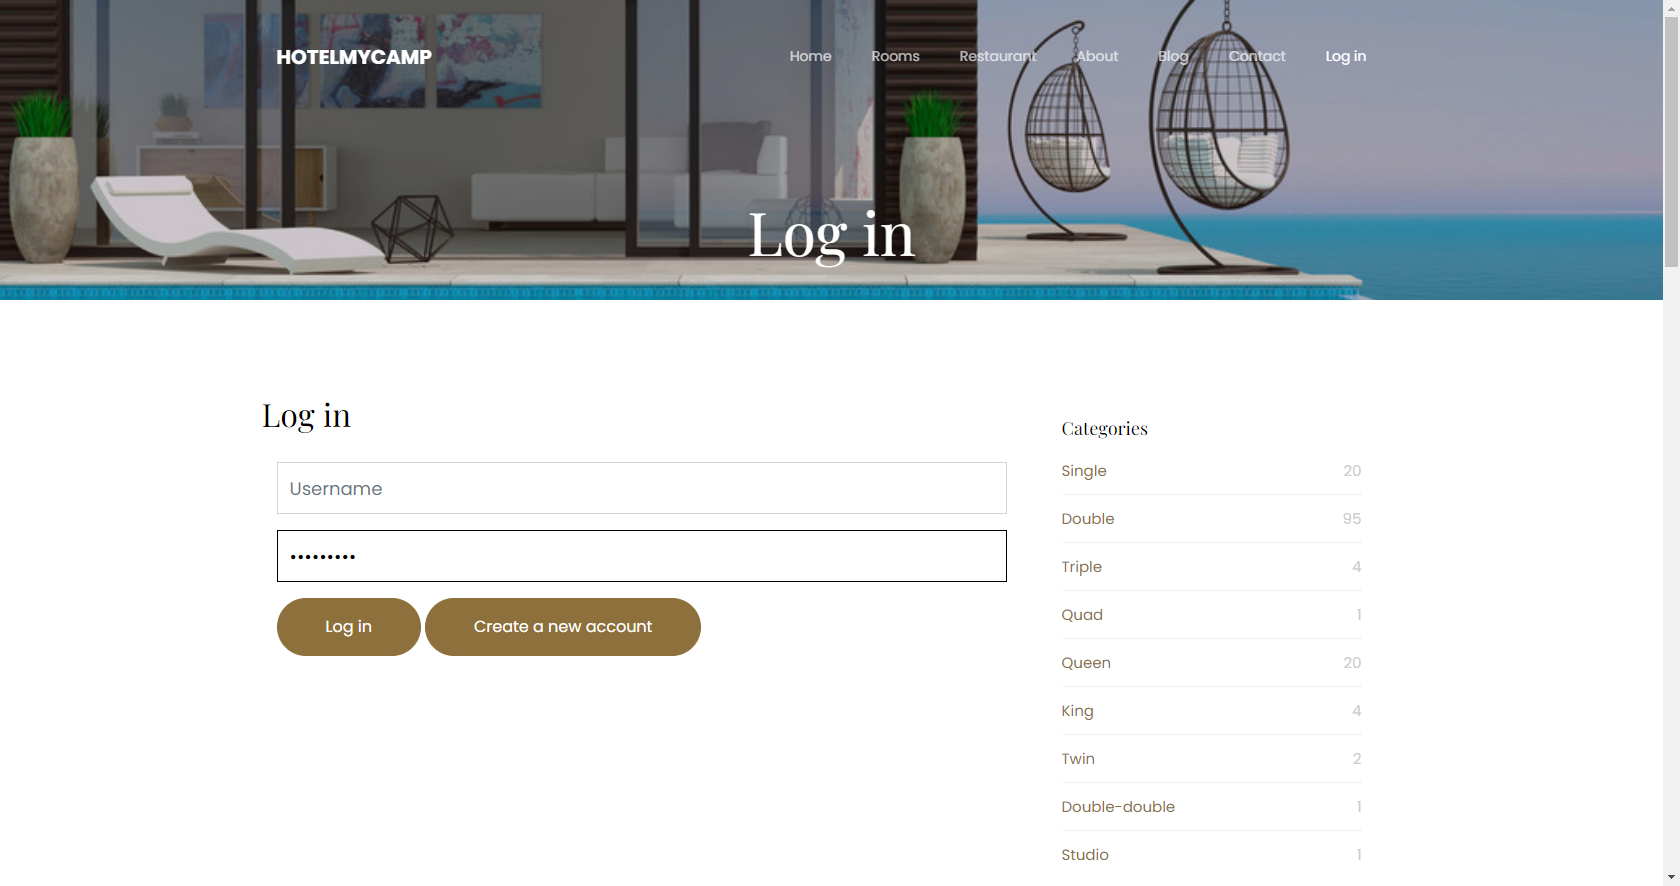 HOTELMYCAMP
Home Rooms Restaurant About Blog Contact Log in
Log in
Log in
Username
•••••••••
Log in Create a new account
Categories
Single 20
Double 95
Triple 4
Quad 1
Queen 20
King 4
Twin 2
Double-double 1
Studio 1